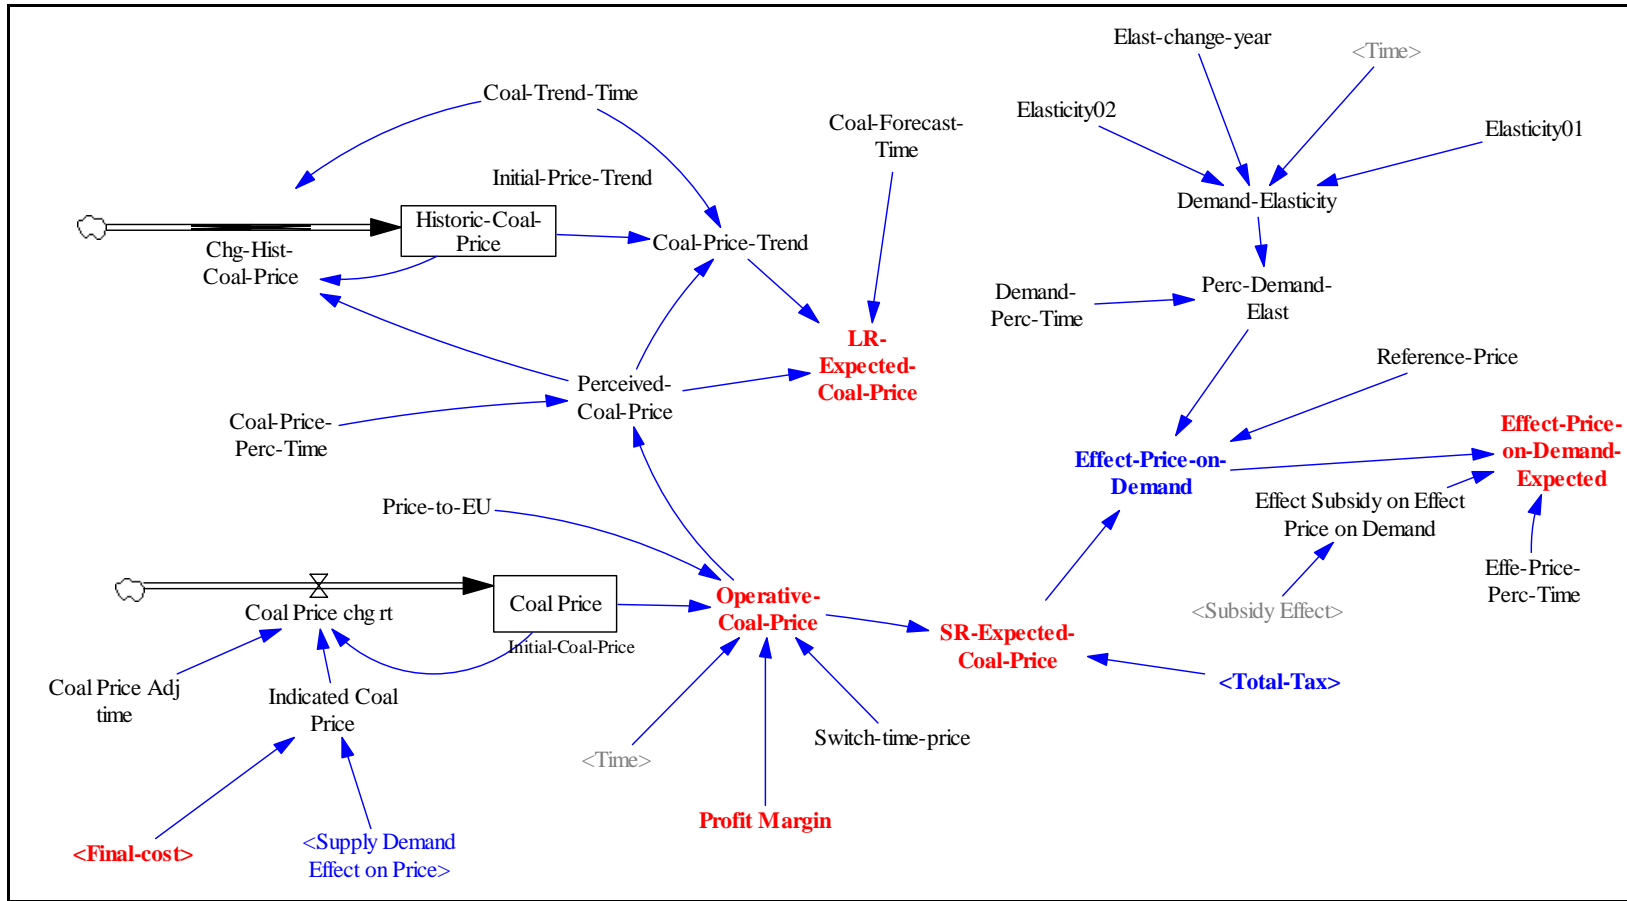 Elast-change-year
<Time>
Coal-Trend-Time
Elasticity02
Coal-Forecast-
Time
Elasticity01
Initial-Price-Trend
Demand-Elasticity
Historic-Coal-
Price
Coal-Price-Trend
Chg-Hist-
Coal-Price
Demand-
Perc-Time
Perc-Demand-
Elast
LR-
Expected-
Coal-Price
Reference-Price
Perceived-
Coal-Price
Coal-Price-
Perc-Time
Effect-Price-
on-Demand-
Expected
Effect-Price-on-
Demand
Effect Subsidy on Effect
Price on Demand
Price-to-EU
Effe-Price-
Perc-Time
<Subsidy Effect>
Coal Price
Coal Price chg rt
Initial-Coal-Price
Operative-
Coal-Price
SR-Expected-
Coal-Price
<Total-Tax>
Coal Price Adj
time
Indicated Coal
Price
Switch-time-price
<Time>
Profit Margin
<Final-cost>
<Supply Demand
Effect on Price>